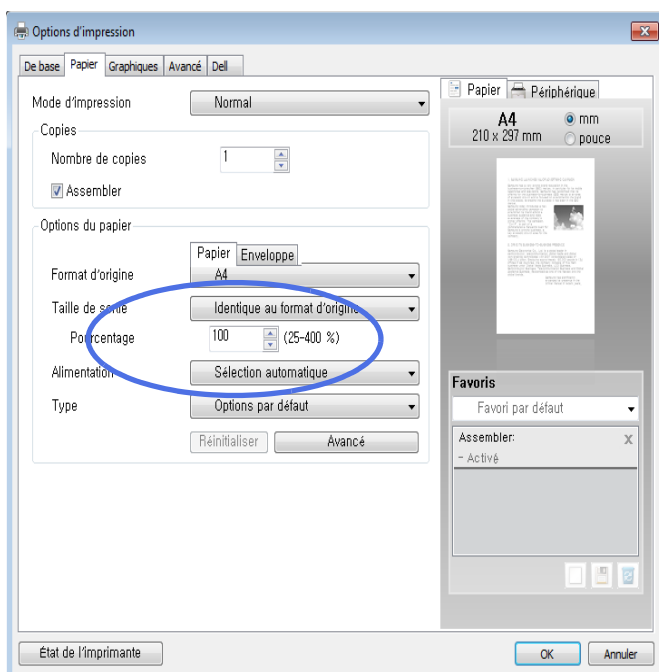 Options d'impression
De base Papier Graphiques Avancé Dell
Mode d'impression Normal
Copies
Nombre de copies 1
Assembler
Options du papier
Papier Enveloppe
Format d'origine A4
Taille de sortie Identique au format d'origine
Pourcentage 100 (25-400 %)
Alimentation Sélection automatique
Type Options par défaut
Réinitialiser Avancé
Papier Périphérique
A4 mm
210 x 297 mm pouce
Favoris
Favori par défaut
Assembler: X
- Activé
État de l'imprimante OK Annuler